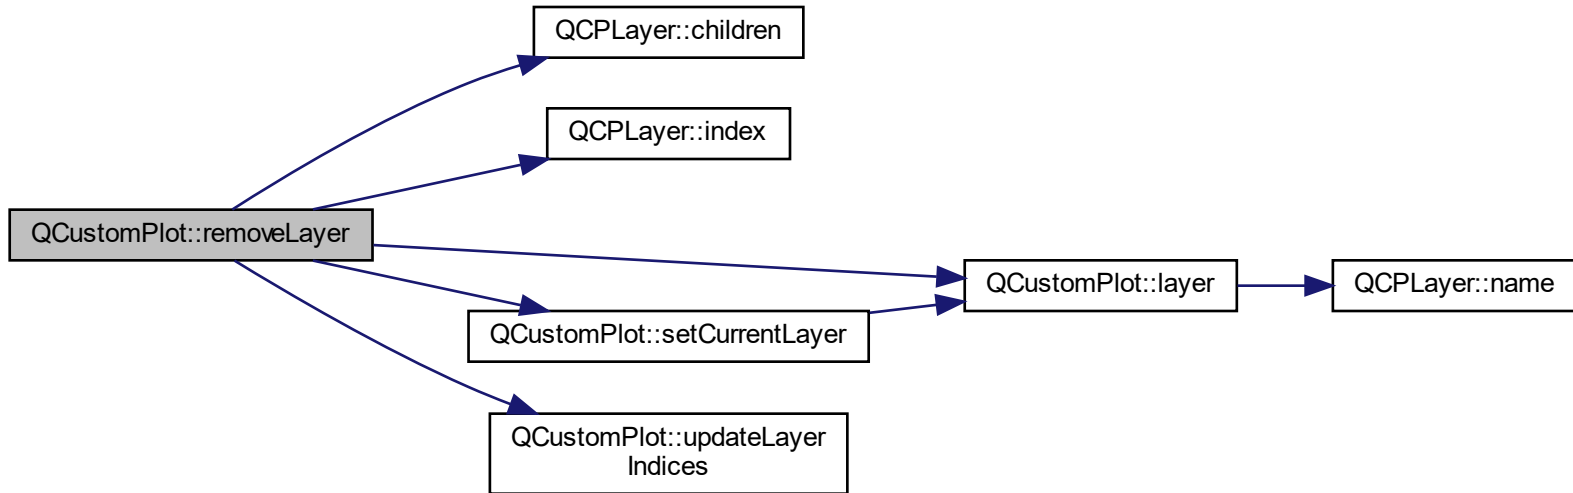 QCPLayer::children
QCPLayer::index
QCustomPlot::removeLayer
QCustomPlot::layer
QCPLayer::name
QCustomPlot::setCurrentLayer
QCustomPlot::updateLayer
Indices